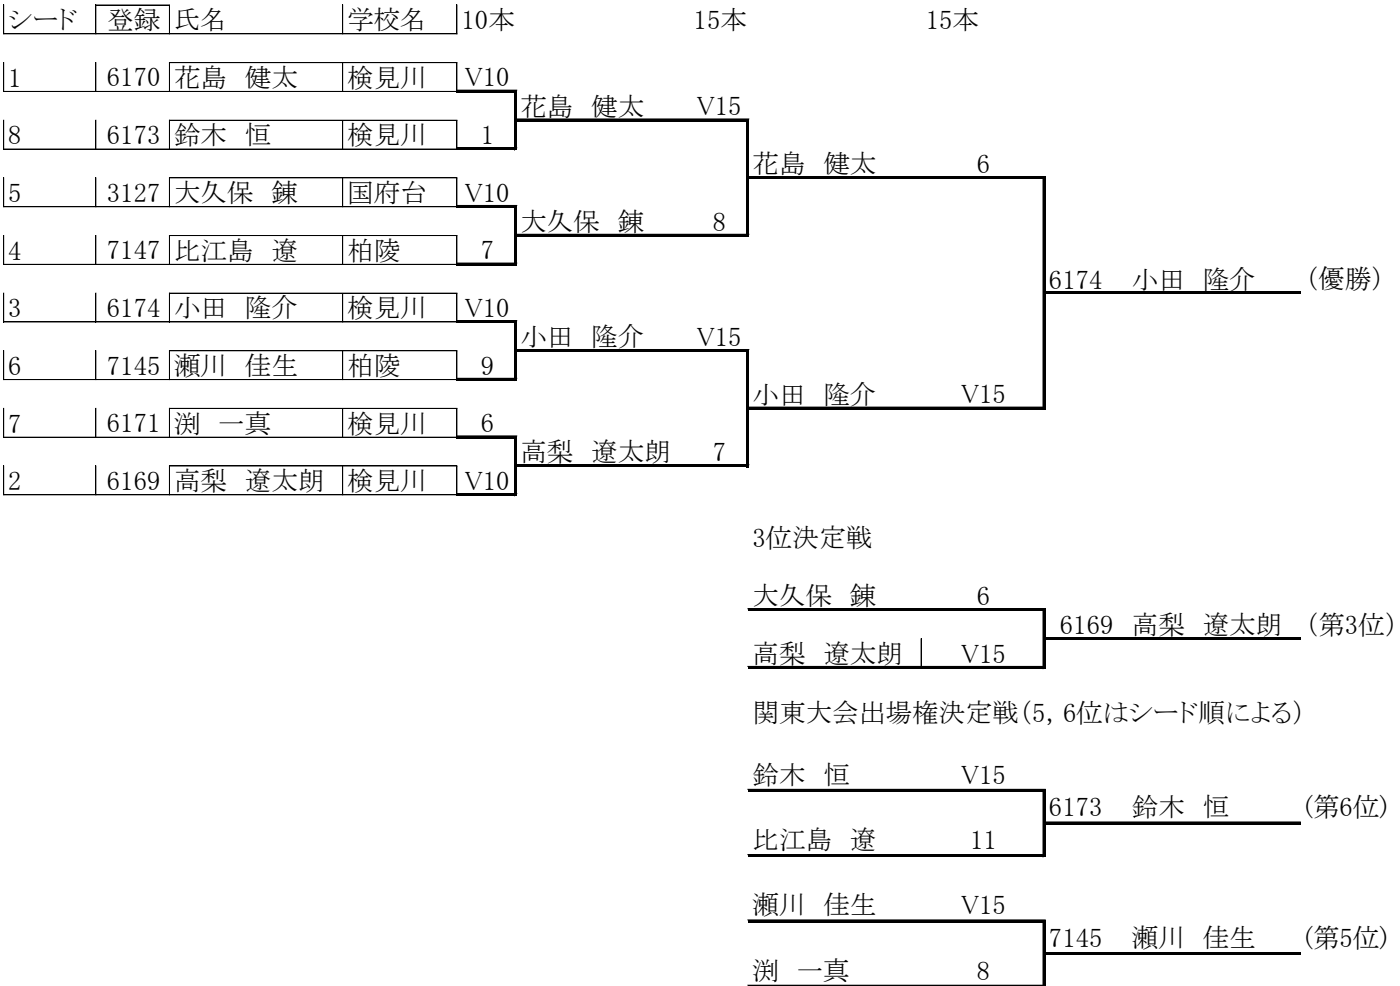 シード 登録 氏名 学校名 10本 15本 15本
1 6170 花島 健太 検見川 V10
花島 健太 V15
8 6173 鈴木 恒 検見川 1
花島 健太 6
5 3127 大久保 錬 国府台 V10
大久保 錬 8
4 7147 比江島 遼 柏陵 7
6174 小田 隆介 (優勝)
3 6174 小田 隆介 検見川 V10
小田 隆介 V15
6 7145 瀬川 佳生 柏陵 9
小田 隆介 V15
7 6171 渕 一真 検見川 6
高梨 遼太朗 7
2 6169 高梨 遼太朗 検見川 V10
3位決定戦
大久保 錬 6
6169 高梨 遼太朗 (第3位)
高梨 遼太朗 V15
関東大会出場権決定戦(5,6位はシード順による)
鈴木 恒 V15
6173 鈴木 恒 (第6位)
比江島 遼 11
瀬川 佳生 V15
7145 瀬川 佳生 (第5位)
渕 一真 8